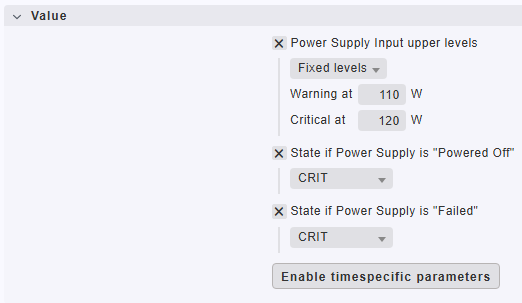 Value
Power Supply Input upper levels
Fixed levels
Warning at 110 W
Critical at 120 W
State if Power Supply is "Powered Off"
CRIT
State if Power Supply is "Failed"
CRIT
Enable timespecific parameters